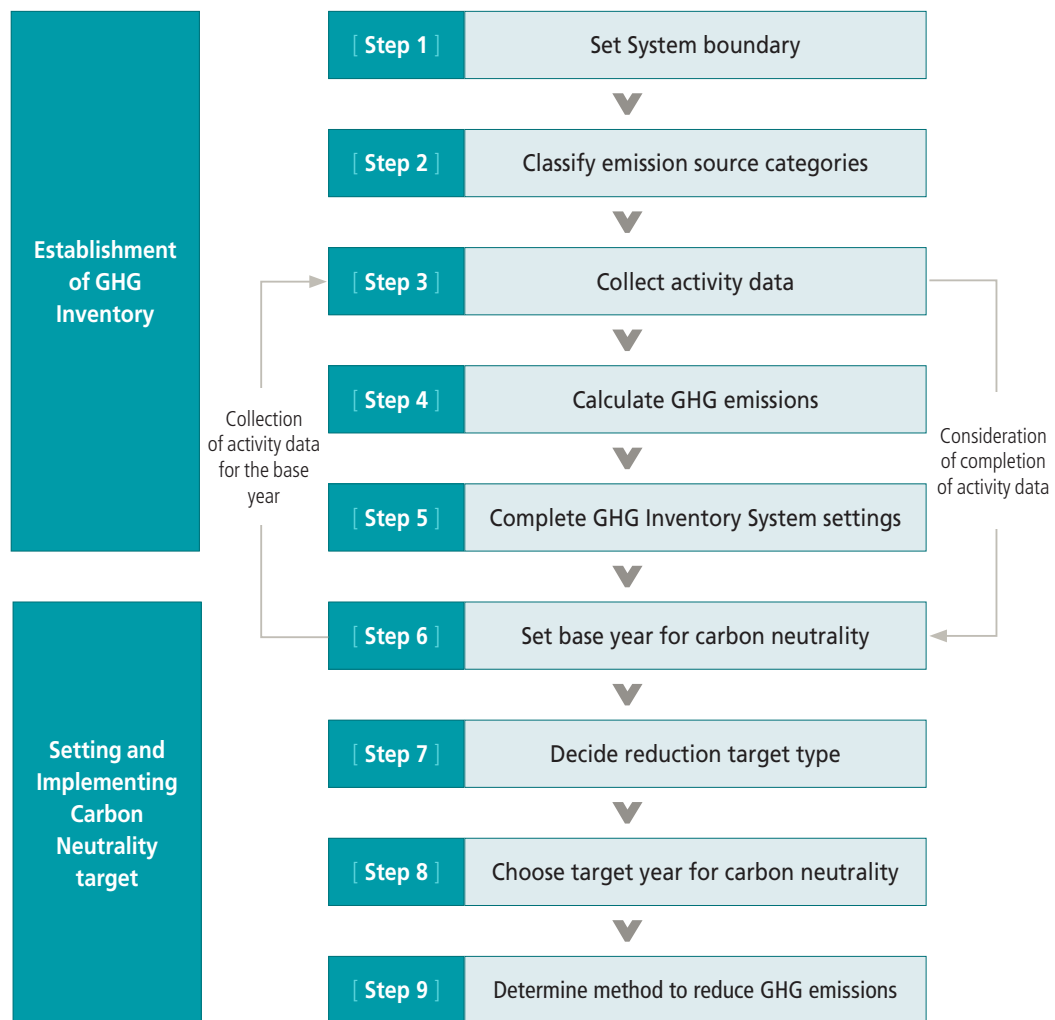 [ Step 1 ] Set System boundary
[ Step 2 ] Classify emission source categories
Establishment
of GHG
Inventory
[ Step 3 ] Collect activity data
[ Step 4 ] Calculate GHG emissions
Collection
of activity data
for the base
year
Consideration
of completion
of activity data
[ Step 5 ] Complete GHG Inventory System settings
[ Step 6 ] Set base year for carbon neutrality
Setting and
Implementing
Carbon
Neutrality
target
[ Step 7 ] Decide reduction target type
[ Step 8 ] Choose target year for carbon neutrality
[ Step 9 ] Determine method to reduce GHG emissions